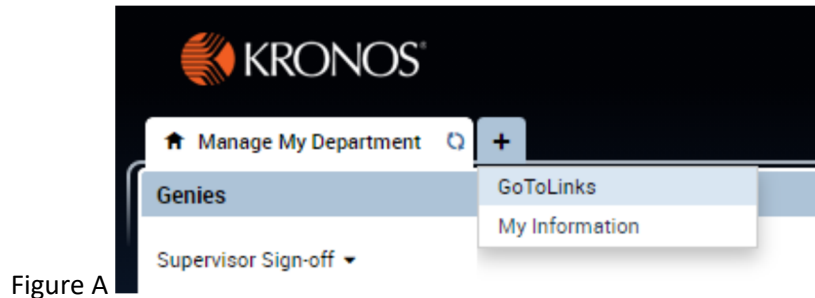 KRONOS®
Manage My Department +
Genies
GoToLinks
My Information
Supervisor Sign-off
Figure A